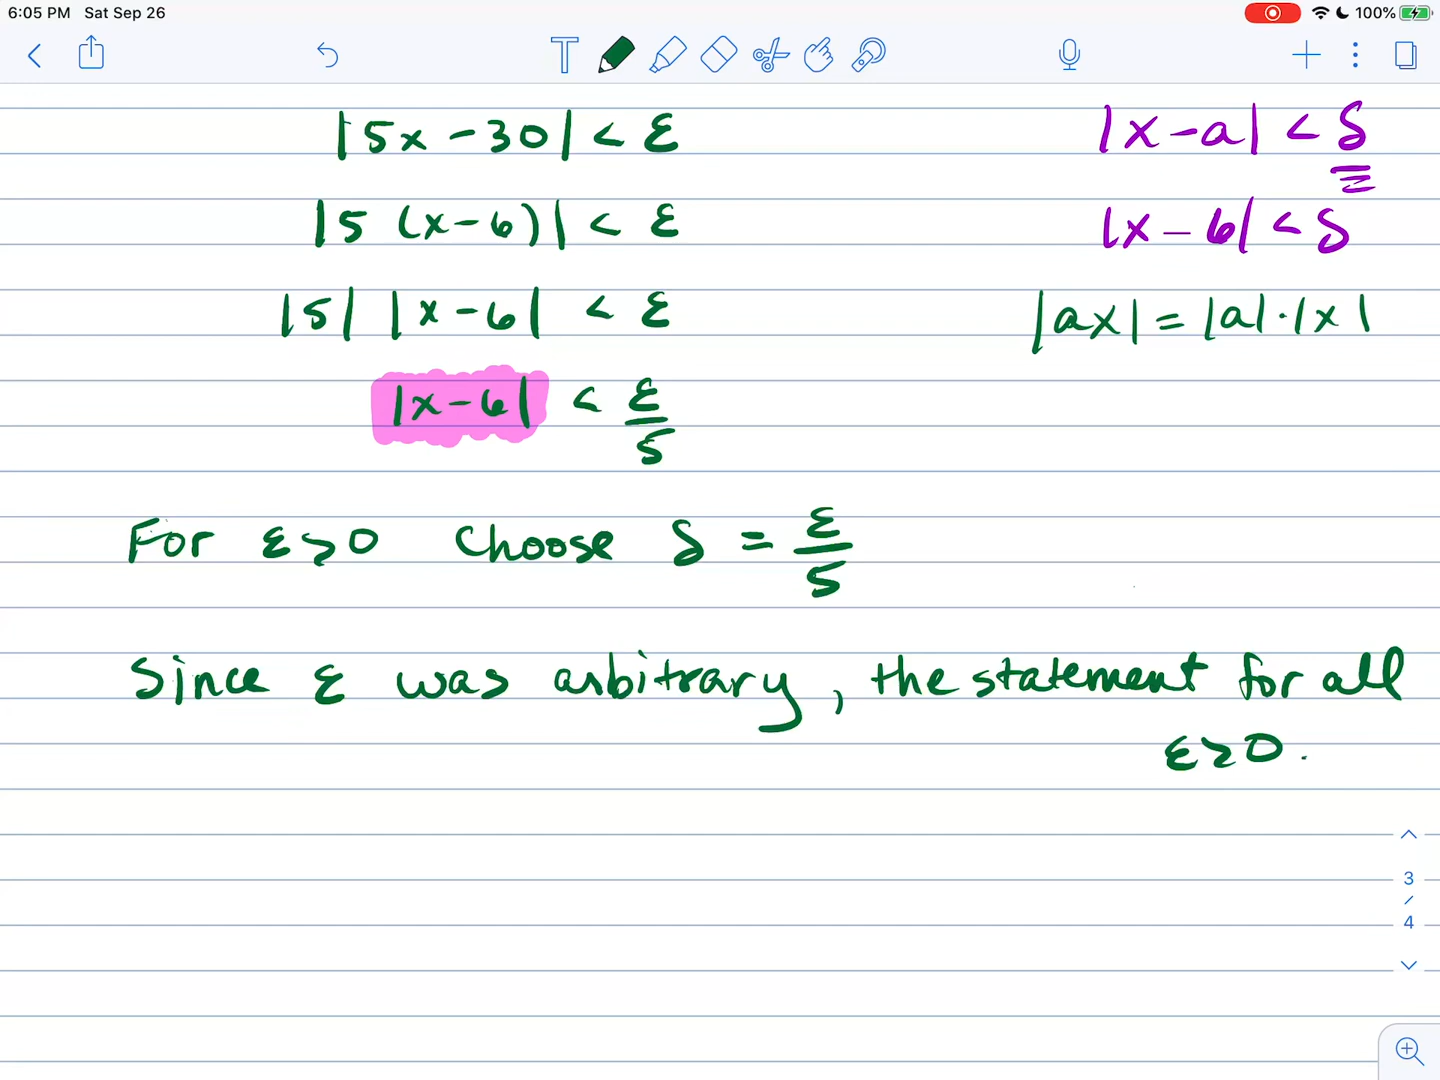 6:05 PM Sat Sep 26 100%
|5x - 30| < ε
|x - a| < δ
|5 (x - 6)| < ε
|x - 6| < δ
|5| |x - 6| < ε
|ax| = |a| · |x|
|x - 6| < ε/5
For ε > 0 choose δ = ε/5
Since ε was arbitrary, the statement for all
ε > 0.
3
/
4